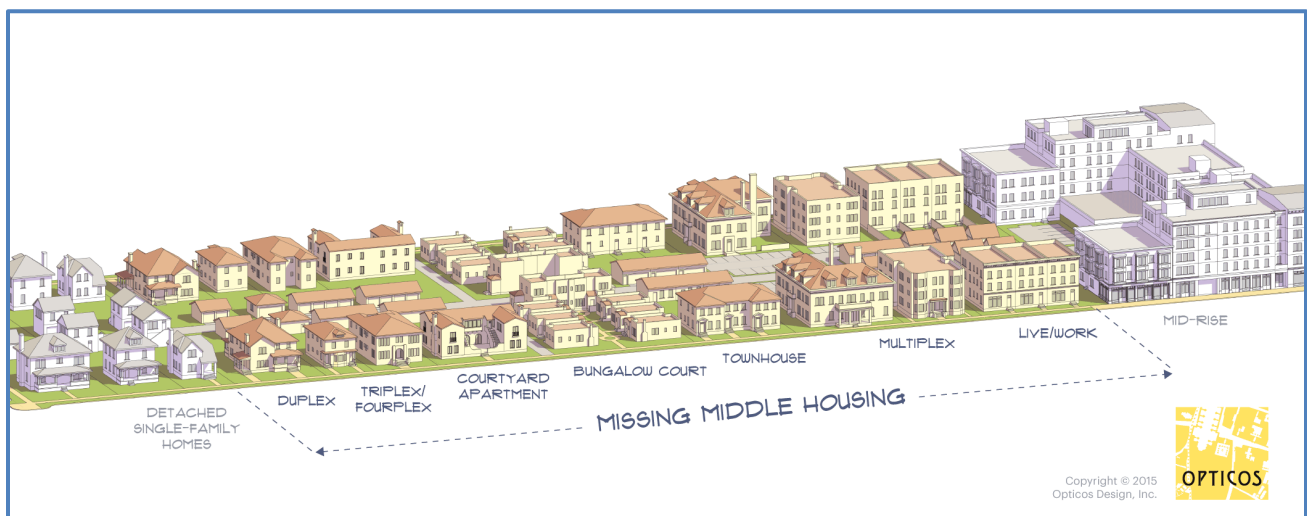 DETACHED
SINGLE-FAMILY
HOMES
DUPLEX
TRIPLEX/
FOURPLEX
COURTYARD
APARTMENT
BUNGALOW COURT
TOWNHOUSE
MULTIPLEX
LIVE/WORK
MID-RISE
MISSING MIDDLE HOUSING
Copyright © 2015
Opticos Design, Inc.
OPTICOS